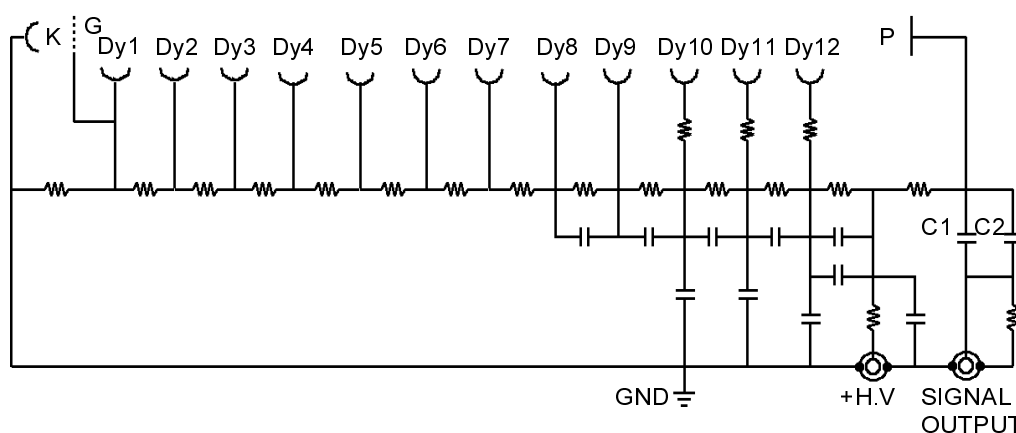 K G Dy1 Dy2 Dy3 Dy4 Dy5 Dy6 Dy7 Dy8 Dy9 Dy10 Dy11 Dy12 P
C1 C2
GND +H.V SIGNAL
OUTPUT